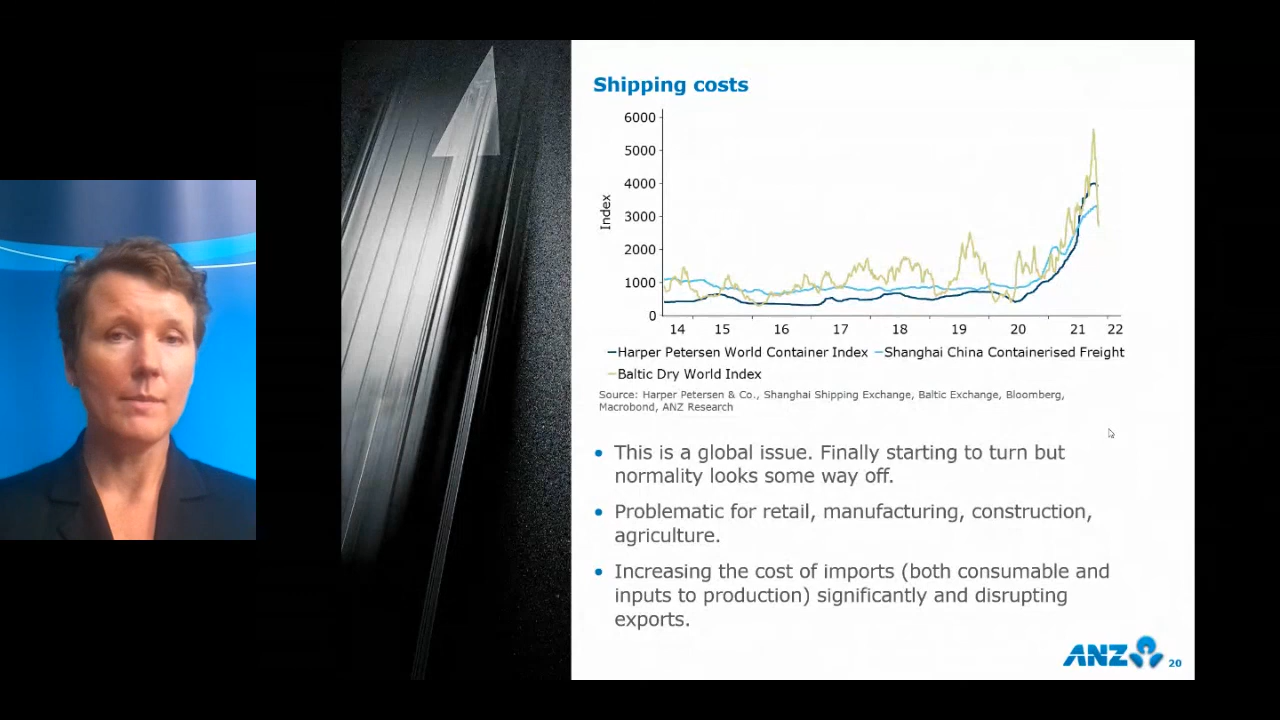 Shipping costs
6000
5000
4000
3000
2000
1000
0
Index
14 15 16 17 18 19 20 21 22
Harper Petersen World Container Index Shanghai China Containerised Freight
Baltic Dry World Index
Source: Harper Petersen & Co., Shanghai Shipping Exchange, Baltic Exchange, Bloomberg,
Macrobond, ANZ Research
• This is a global issue. Finally starting to turn but
normality looks some way off.
• Problematic for retail, manufacturing, construction,
agriculture.
• Increasing the cost of imports (both consumable and
inputs to production) significantly and disrupting
exports.
ANZ 20